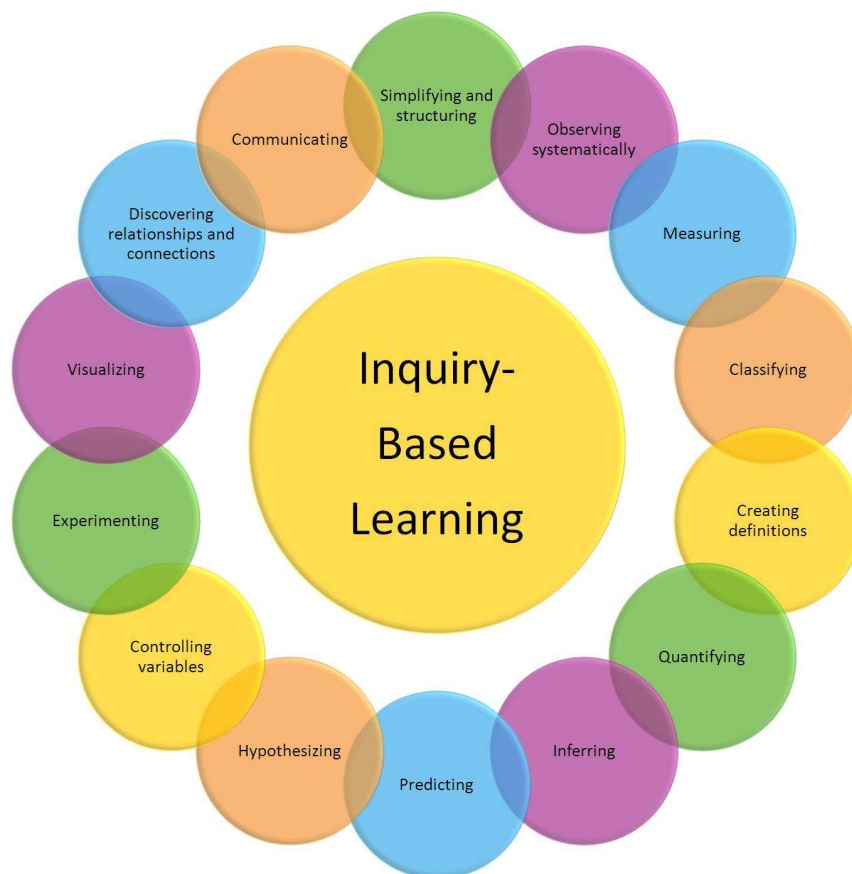 Simplifying and
structuring
Observing
systematically
Measuring
Classifying
Creating
definitions
Quantifying
Inferring
Predicting
Hypothesizing
Controlling
variables
Experimenting
Visualizing
Discovering
relationships and
connections
Communicating
Inquiry-
Based
Learning